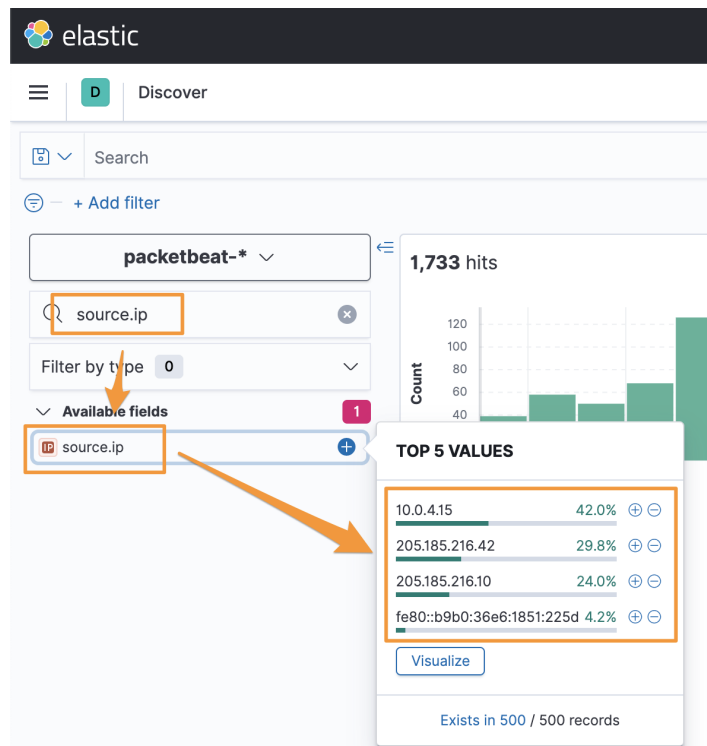 elastic
D Discover
Search
+ Add filter
packetbeat-*
1,733 hits
source.ip
Filter by type 0
Available fields 1
source.ip
Count
120
100
80
60
40
TOP 5 VALUES
10.0.4.15 42.0%
205.185.216.42 29.8%
205.185.216.10 24.0%
fe80::b9b0:36e6:1851:225d 4.2%
Visualize
Exists in 500 / 500 records